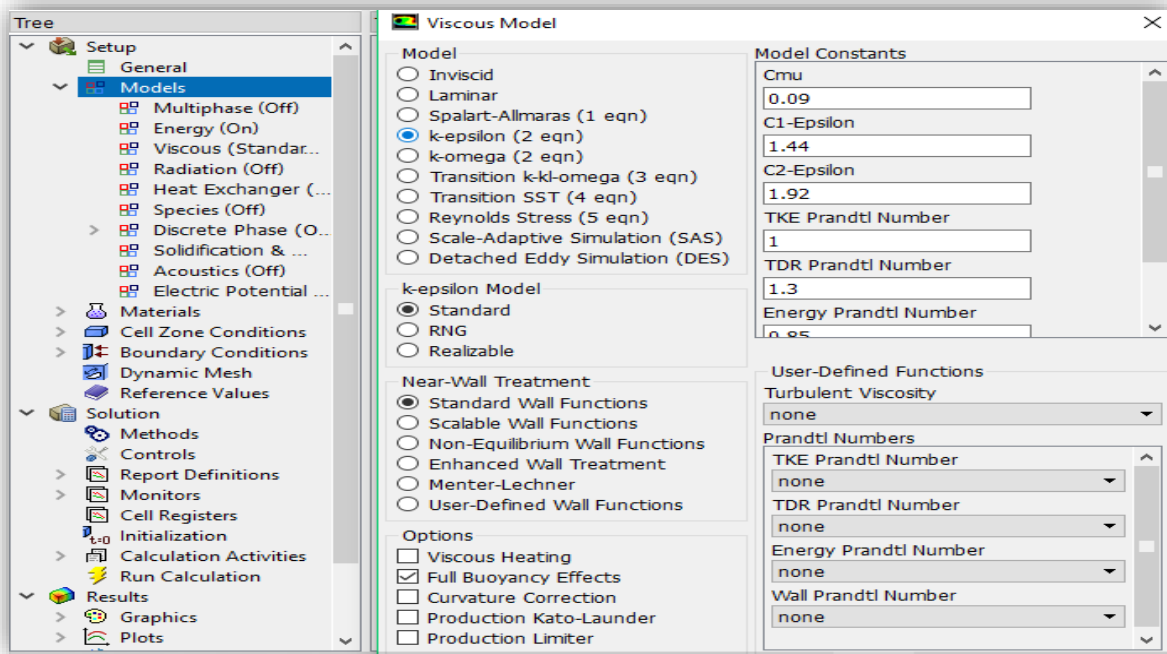 Tree
Setup
General
Models
Multiphase (Off)
Energy (On)
Viscous (Standar...
Radiation (Off)
Heat Exchanger (...
Species (Off)
Discrete Phase (O...
Solidification & ...
Acoustics (Off)
Electric Potential ...
Materials
Cell Zone Conditions
Boundary Conditions
Dynamic Mesh
Reference Values
Solution
Methods
Controls
Report Definitions
Monitors
Cell Registers
t=0 Initialization
Calculation Activities
Run Calculation
Results
Graphics
Plots
Viscous Model
Model
Inviscid
Laminar
Spalart-Allmaras (1 eqn)
k-epsilon (2 eqn)
k-omega (2 eqn)
Transition k-kl-omega (3 eqn)
Transition SST (4 eqn)
Reynolds Stress (5 eqn)
Scale-Adaptive Simulation (SAS)
Detached Eddy Simulation (DES)
k-epsilon Model
Standard
RNG
Realizable
Near-Wall Treatment
Standard Wall Functions
Scalable Wall Functions
Non-Equilibrium Wall Functions
Enhanced Wall Treatment
Menter-Lechner
User-Defined Wall Functions
Options
Viscous Heating
Full Buoyancy Effects
Curvature Correction
Production Kato-Launder
Production Limiter
Model Constants
Cmu
0.09
C1-Epsilon
1.44
C2-Epsilon
1.92
TKE Prandtl Number
1
TDR Prandtl Number
1.3
Energy Prandtl Number
0.85
User-Defined Functions
Turbulent Viscosity
none
Prandtl Numbers
TKE Prandtl Number
none
TDR Prandtl Number
none
Energy Prandtl Number
none
Wall Prandtl Number
none